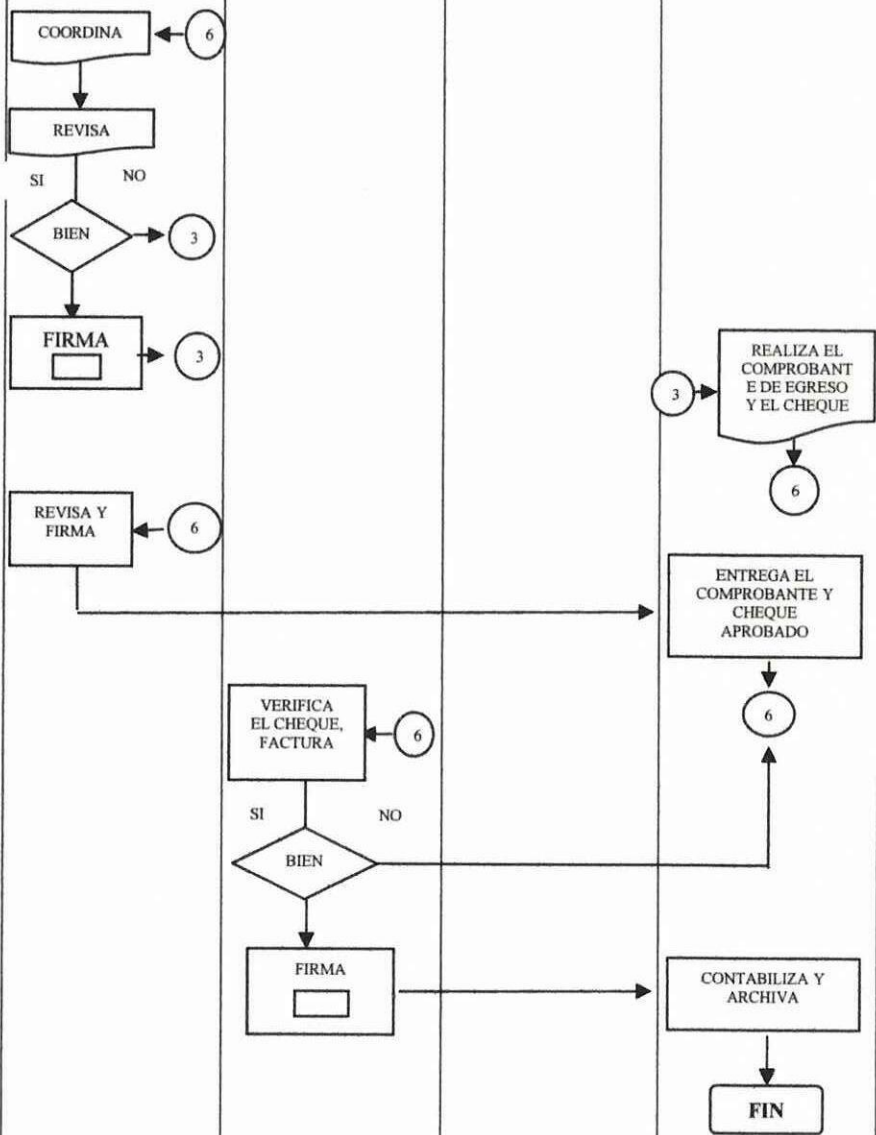 COORDINA
6
REVISA
SI
NO
BIEN
3
FIRMA
3
REALIZA EL
COMPROBANT
E DE EGRESO
Y EL CHEQUE
3
6
REVISA Y
FIRMA
6
ENTREGA EL
COMPROBANTE Y
CHEQUE
APROBADO
6
VERIFICA
EL CHEQUE,
FACTURA
6
SI
NO
BIEN
FIRMA
CONTABILIZA Y
ARCHIVA
FIN